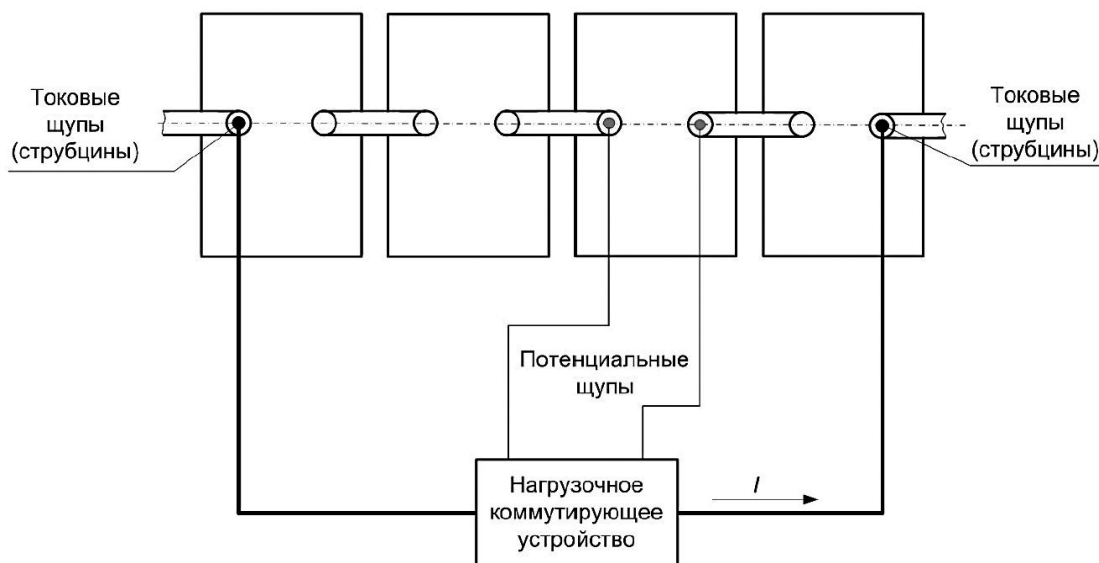 Токовые
щупы
(струбцины)
Токовые
щупы
(струбцины)
Потенциальные
щупы
Нагрузочное
коммутирующее
устройство
I